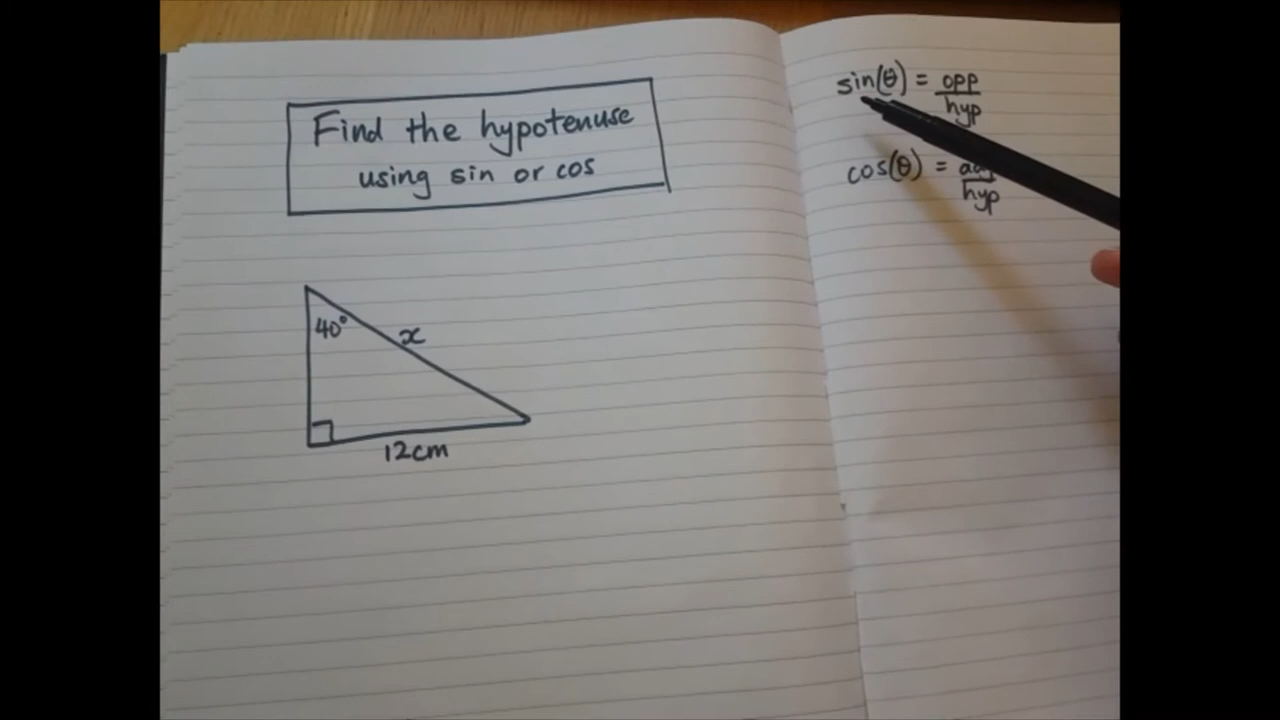 Find the hypotenuse
using sin or cos
sin(θ) = opp
hyp
cos(θ) =
hyp
40°
x
12cm